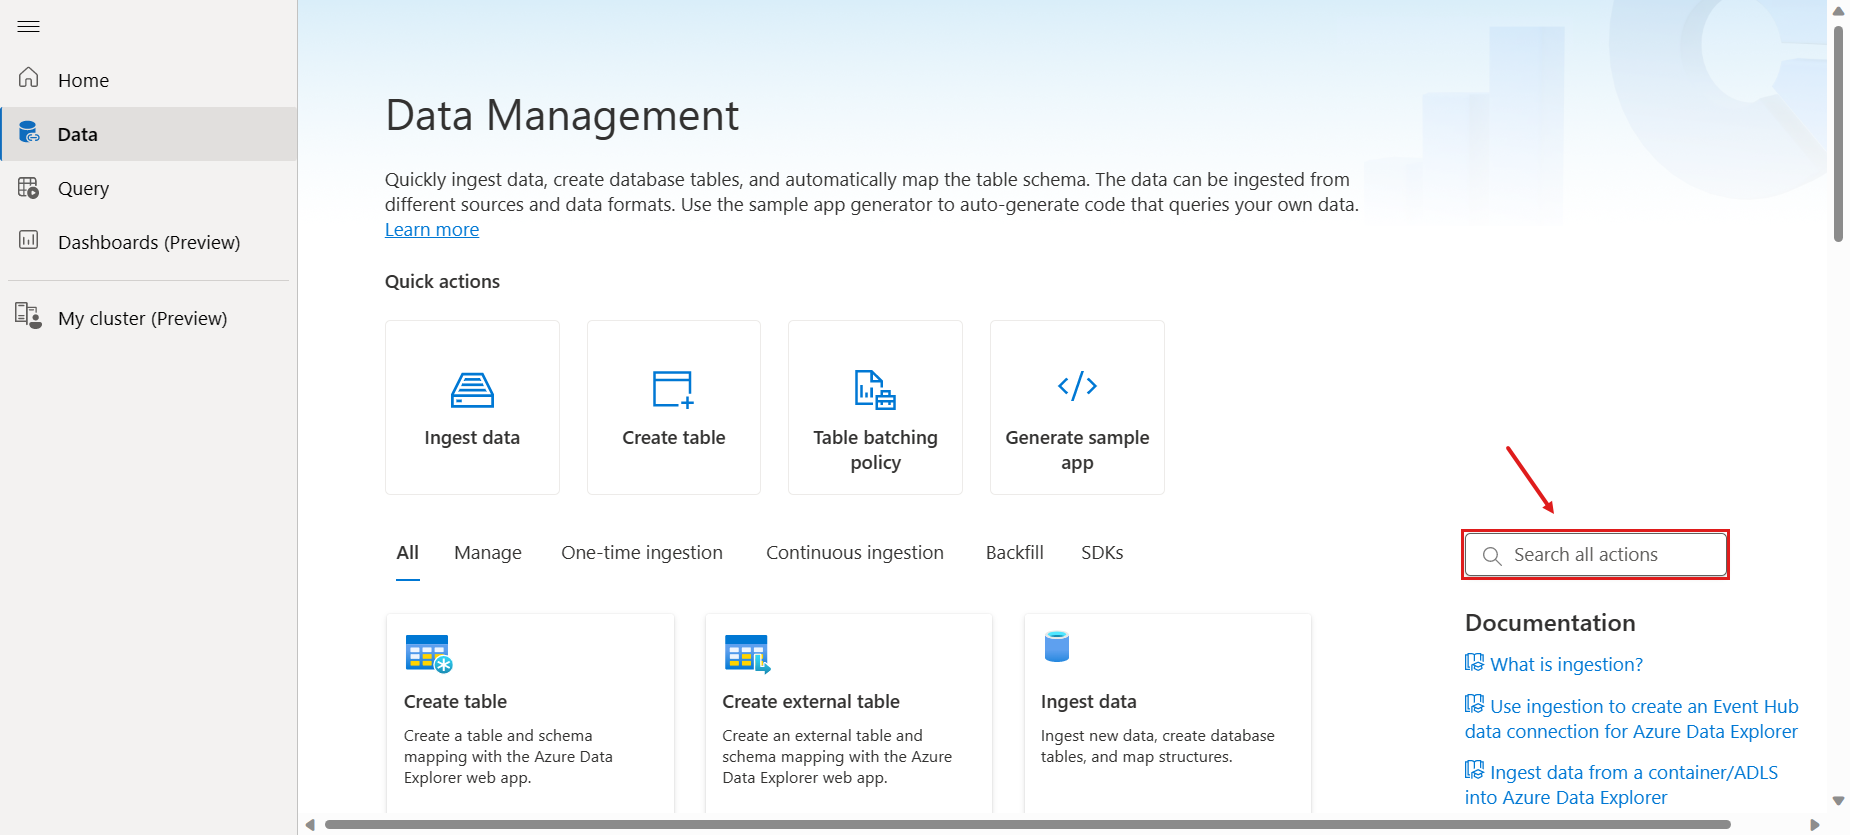 Home
Data
Query
Dashboards (Preview)
My cluster (Preview)
Data Management
Quickly ingest data, create database tables, and automatically map the table schema. The data can be ingested from
different sources and data formats. Use the sample app generator to auto-generate code that queries your own data.
Learn more
Quick actions
Ingest data
Create table
Table batching
policy
Generate sample
app
All
Manage
One-time ingestion
Continuous ingestion
Backfill
SDKs
Search all actions
Create table
Create a table and schema
mapping with the Azure Data
Explorer web app.
Create external table
Create an external table and
schema mapping with the Azure
Data Explorer web app.
Ingest data
Ingest new data, create database
tables, and map structures.
Documentation
What is ingestion?
Use ingestion to create an Event Hub
data connection for Azure Data Explorer
Ingest data from a container/ADLS
into Azure Data Explorer